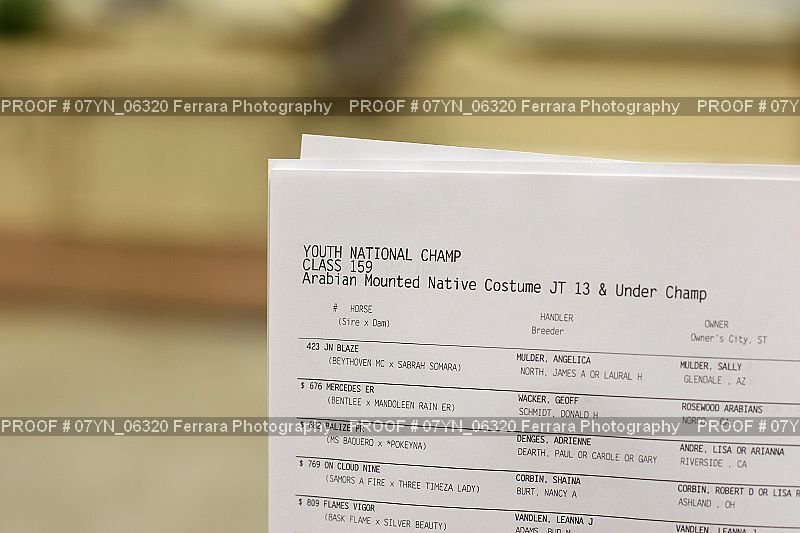 PROOF # 07YN_06320 Ferrara Photography PROOF # 07YN_06320 Ferrara Photography PROOF # 07Y
YOUTH NATIONAL CHAMP
CLASS 159
Arabian Mounted Native Costume JT 13 & Under Champ
# HORSE HANDLER OWNER
(Sire x Dam) Breeder Owner's City, ST
423 JN BLAZE MULDER, ANGELICA MULDER, SALLY
(BEYTHOVEN MC x SABRAH SOMARA) NORTH, JAMES A OR LAURAL H GLENDALE , AZ
$ 676 MERCEDES ER WACKER, GEOFF ROSEWOOD ARABIANS
(BENTLEE x MANDOLEEN RAIN ER) SCHMIDT, DONALD H
PROOF # 07YN_06320 Ferrara Photography PROOF # 07YN_06320 Ferrara Photography PROOF # 07Y
DENGES, ADRIENNE ANDRE, LISA OR ARIANNA
(MS BAQUERO x *POKEYNA) DEARTH, PAUL OR CAROLE OR GARY RIVERSIDE , CA
$ 769 ON CLOUD NINE CORBIN, SHAINA CORBIN, ROBERT D OR LISA R
(SAMORS A FIRE x THREE TIMEZA LADY) BURT, NANCY A ASHLAND , OH
$ 809 FLAMES VIGOR VANDLEN, LEANNA J VANDLEN, LEANNA J
(BASK FLAME x SILVER BEAUTY) ADAMS, BUD M